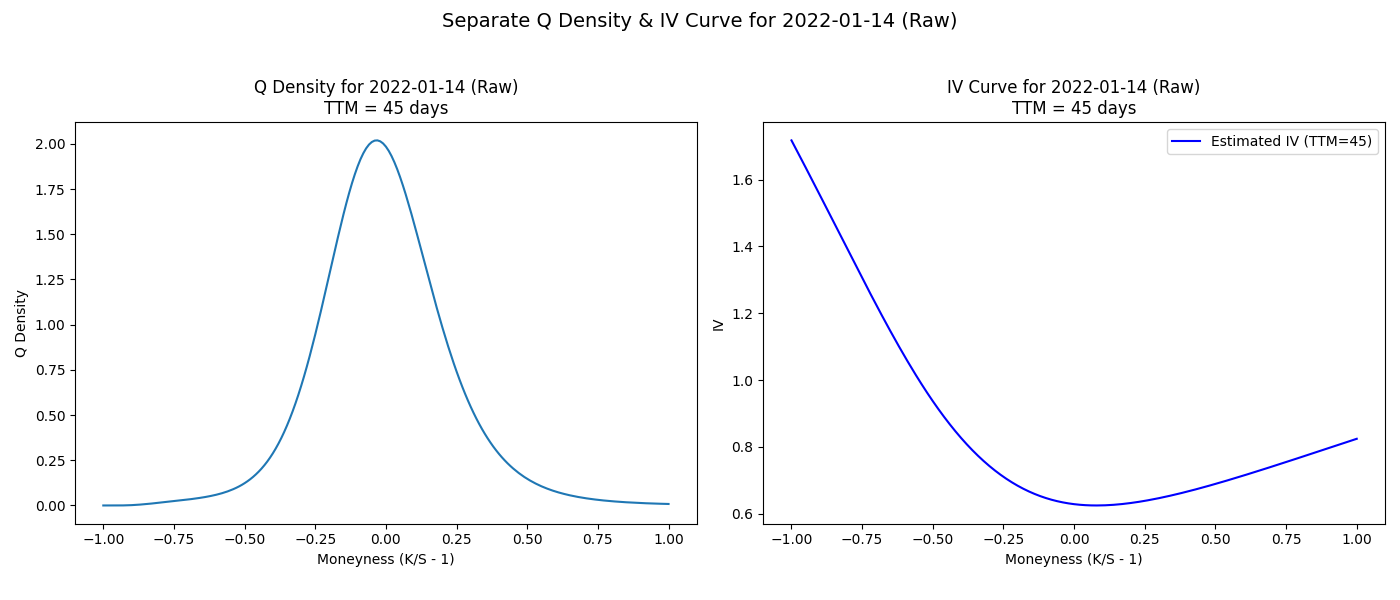 Separate Q Density & IV Curve for 2022-01-14 (Raw)
Q Density for 2022-01-14 (Raw)
TTM = 45 days
Q Density
2.00
1.75
1.50
1.25
1.00
0.75
0.50
0.25
0.00
−1.00 −0.75 −0.50 −0.25 0.00 0.25 0.50 0.75 1.00
Moneyness (K/S - 1)
IV Curve for 2022-01-14 (Raw)
TTM = 45 days
Estimated IV (TTM=45)
IV
1.6
1.4
1.2
1.0
0.8
0.6
−1.00 −0.75 −0.50 −0.25 0.00 0.25 0.50 0.75 1.00
Moneyness (K/S - 1)